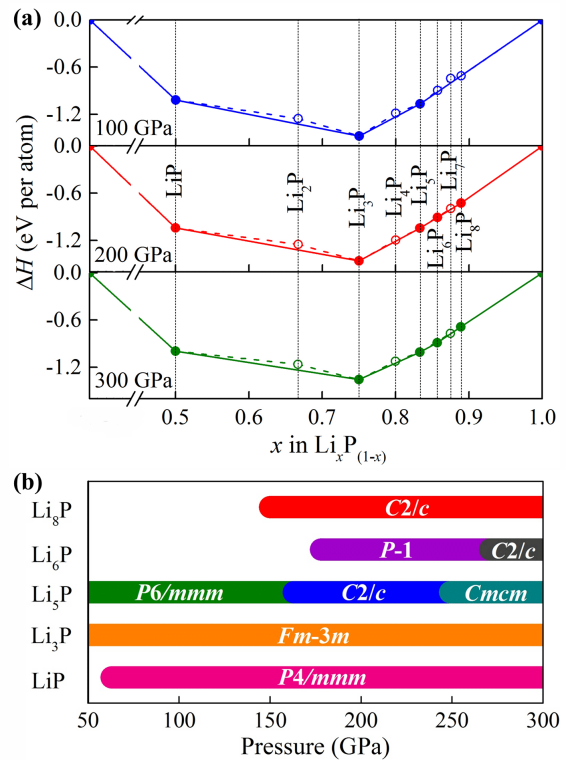 (a)
-0.0
-0.6
-1.2
100 GPa
0.0
-0.6
-1.2
200 GPa
LiP
Li2P
Li3P
Li4P
Li5P
Li6P
Li7P
Li8P
0.0
-0.6
-1.2
300 GPa
ΔH (eV per atom)
0.5 0.6 0.7 0.8 0.9 1.0
x in LixP(1-x)
(b)
Li8P C2/c
Li6P P-1 C2/c
Li5P P6/mmm C2/c Cmcm
Li3P Fm-3m
LiP P4/mmm
50 100 150 200 250 300
Pressure (GPa)